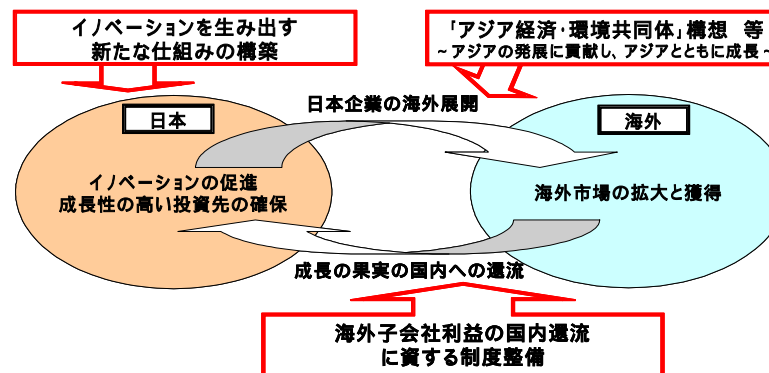 イノベーションを生み出す
新たな仕組みの構築
「アジア経済・環境共同体」構想 等
~アジアの発展に貢献し、アジアとともに成長~
日本企業の海外展開
日本
海外
イノベーションの促進
成長性の高い投資先の確保
海外市場の拡大と獲得
成長の果実の国内への還流
海外子会社利益の国内還流
に資する制度整備